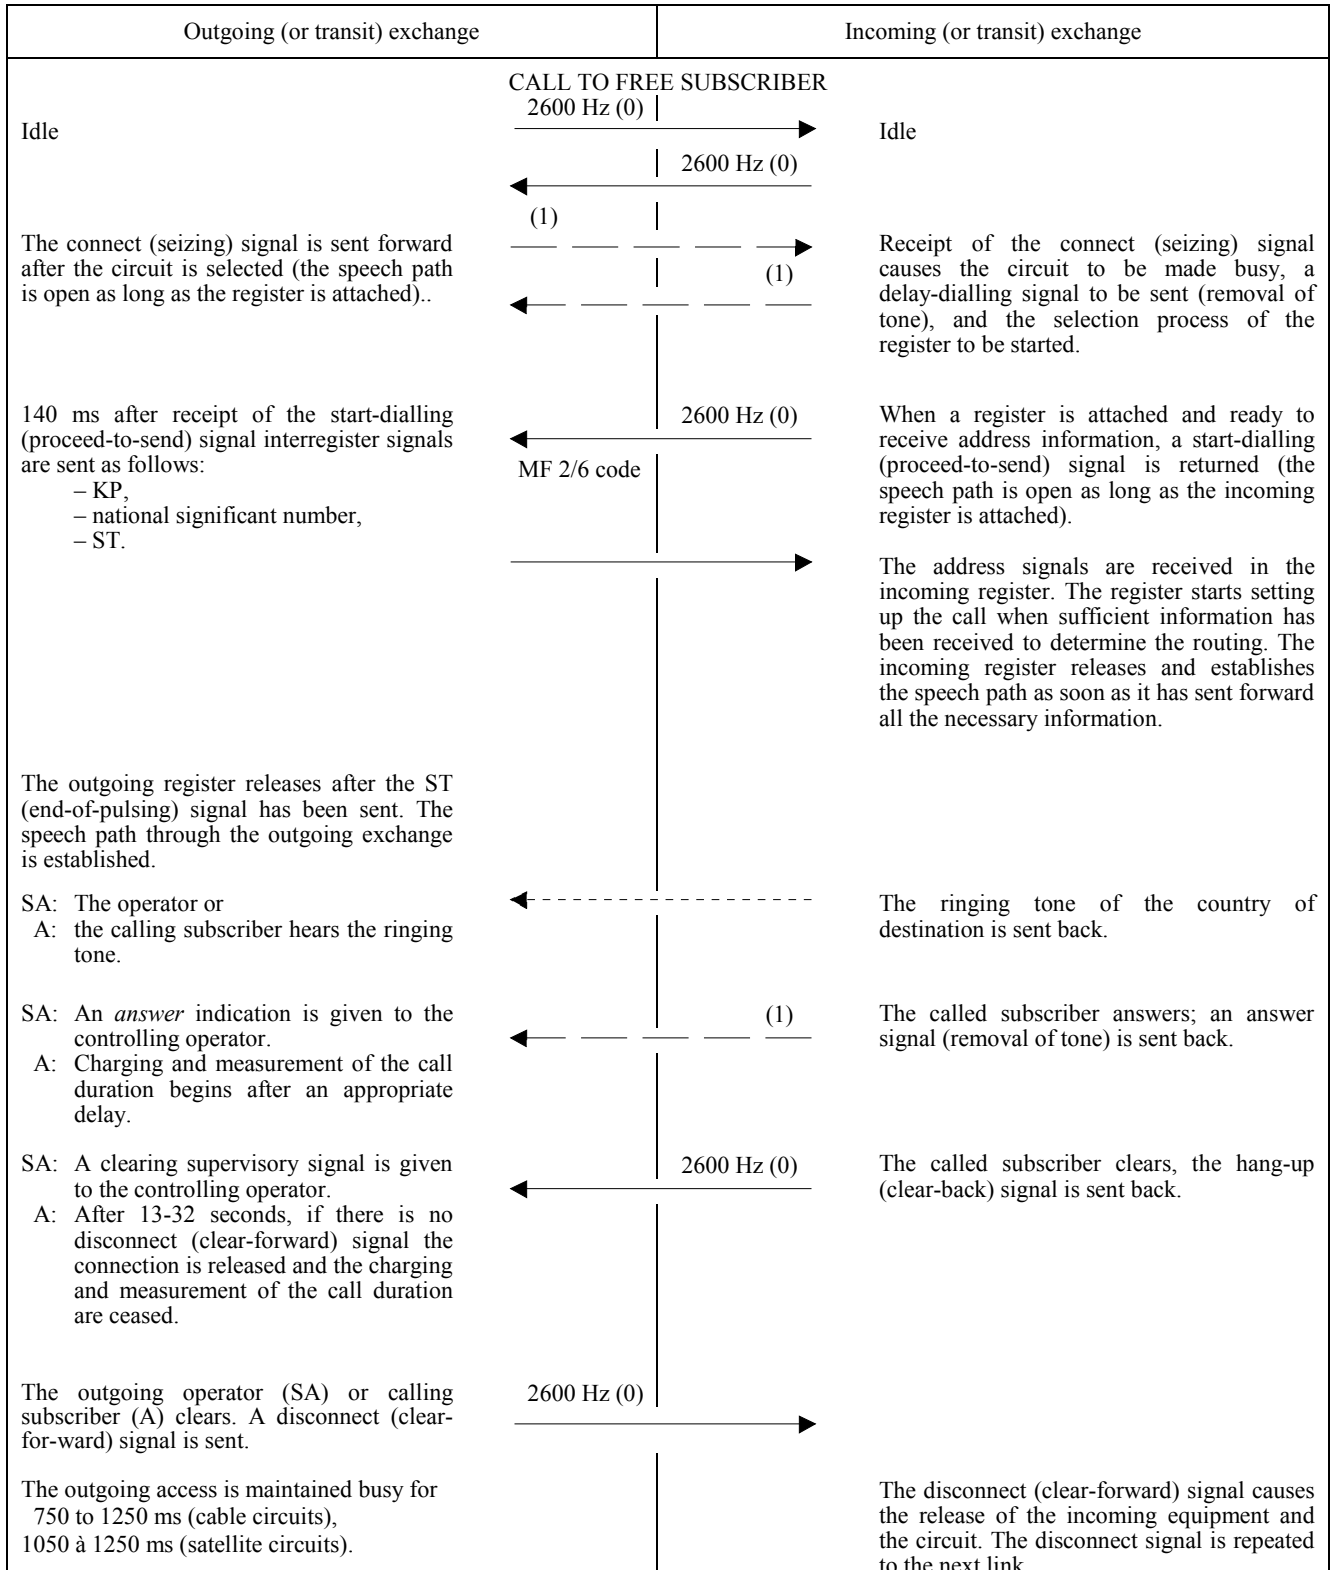 Outgoing (or transit) exchange
Incoming (or transit) exchange
CALL TO FREE SUBSCRIBER
2600 Hz (0)
Idle
Idle
2600 Hz (0)
(1)
The connect (seizing) signal is sent forward
after the circuit is selected (the speech path
is open as long as the register is attached)..
(1)
Receipt of the connect (seizing) signal
causes the circuit to be made busy, a
delay-dialling signal to be sent (removal of
tone), and the selection process of the
register to be started.
140 ms after receipt of the start-dialling
(proceed-to-send) signal interregister signals
are sent as follows:
– KP,
– national significant number,
– ST.
2600 Hz (0)
MF 2/6 code
When a register is attached and ready to
receive address information, a start-dialling
(proceed-to-send) signal is returned (the
speech path is open as long as the incoming
register is attached).
The address signals are received in the
incoming register. The register starts setting
up the call when sufficient information has
been received to determine the routing. The
incoming register releases and establishes
the speech path as soon as it has sent forward
all the necessary information.
The outgoing register releases after the ST
(end-of-pulsing) signal has been sent. The
speech path through the outgoing exchange
is established.
SA: The operator or
A: the calling subscriber hears the ringing
tone.
The ringing tone of the country of
destination is sent back.
SA: An answer indication is given to the
controlling operator.
A: Charging and measurement of the call
duration begins after an appropriate
delay.
(1)
The called subscriber answers; an answer
signal (removal of tone) is sent back.
SA: A clearing supervisory signal is given
to the controlling operator.
A: After 13-32 seconds, if there is no
disconnect (clear-forward) signal the
connection is released and the charging
and measurement of the call duration
are ceased.
2600 Hz (0)
The called subscriber clears, the hang-up
(clear-back) signal is sent back.
The outgoing operator (SA) or calling
subscriber (A) clears. A disconnect (clear-
for-ward) signal is sent.
2600 Hz (0)
The outgoing access is maintained busy for
750 to 1250 ms (cable circuits),
1050 à 1250 ms (satellite circuits).
The disconnect (clear-forward) signal causes
the release of the incoming equipment and
the circuit. The disconnect signal is repeated
to the next link